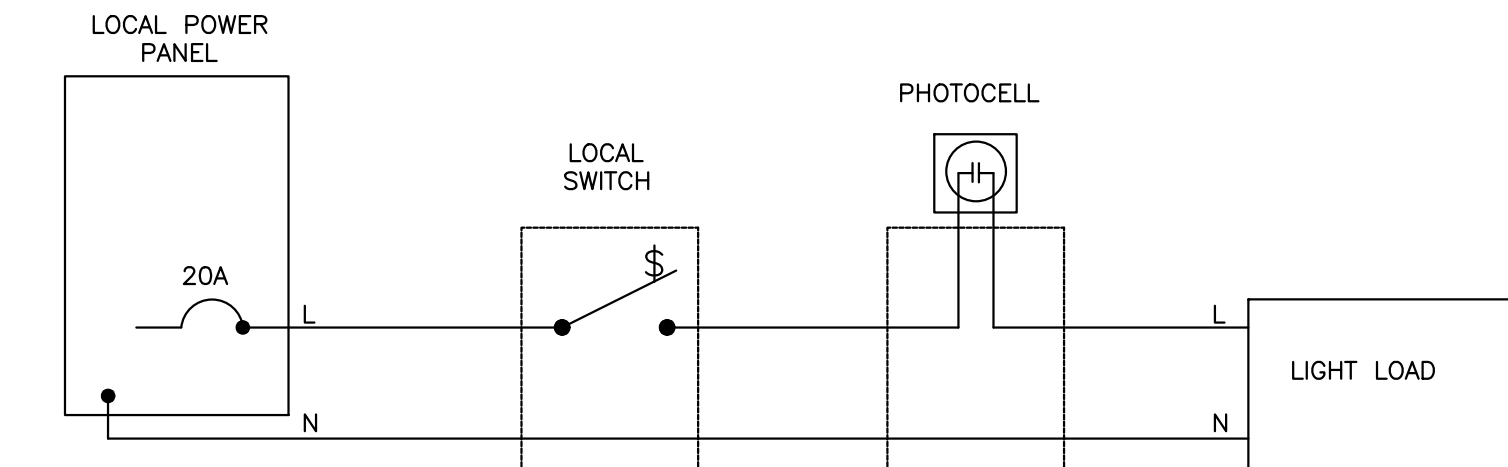 LOCAL POWER
PANEL
PHOTOCELL
LOCAL
SWITCH
$
20A
L
L
LIGHT LOAD
N
N